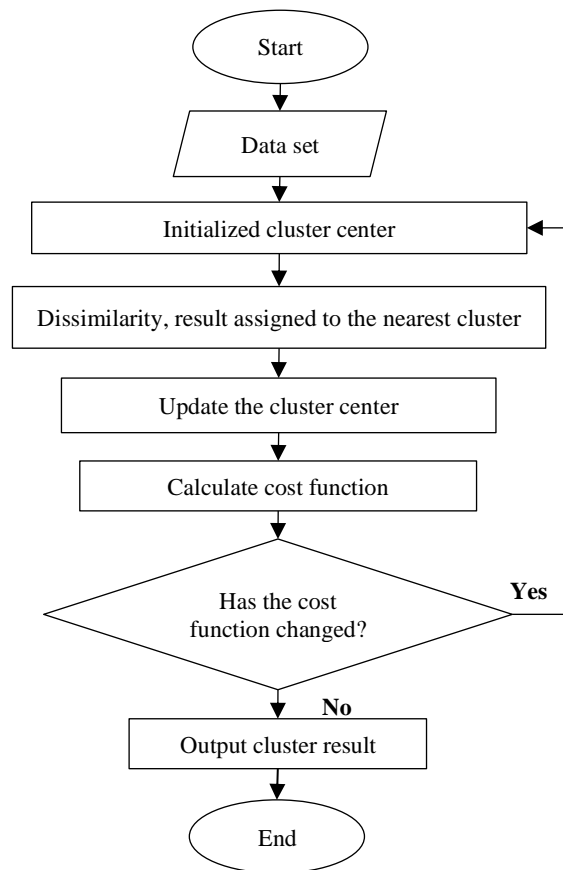 Start
Data set
Initialized cluster center
Dissimilarity, result assigned to the nearest cluster
Update the cluster center
Calculate cost function
Has the cost
function changed?
Yes
No
Output cluster result
End